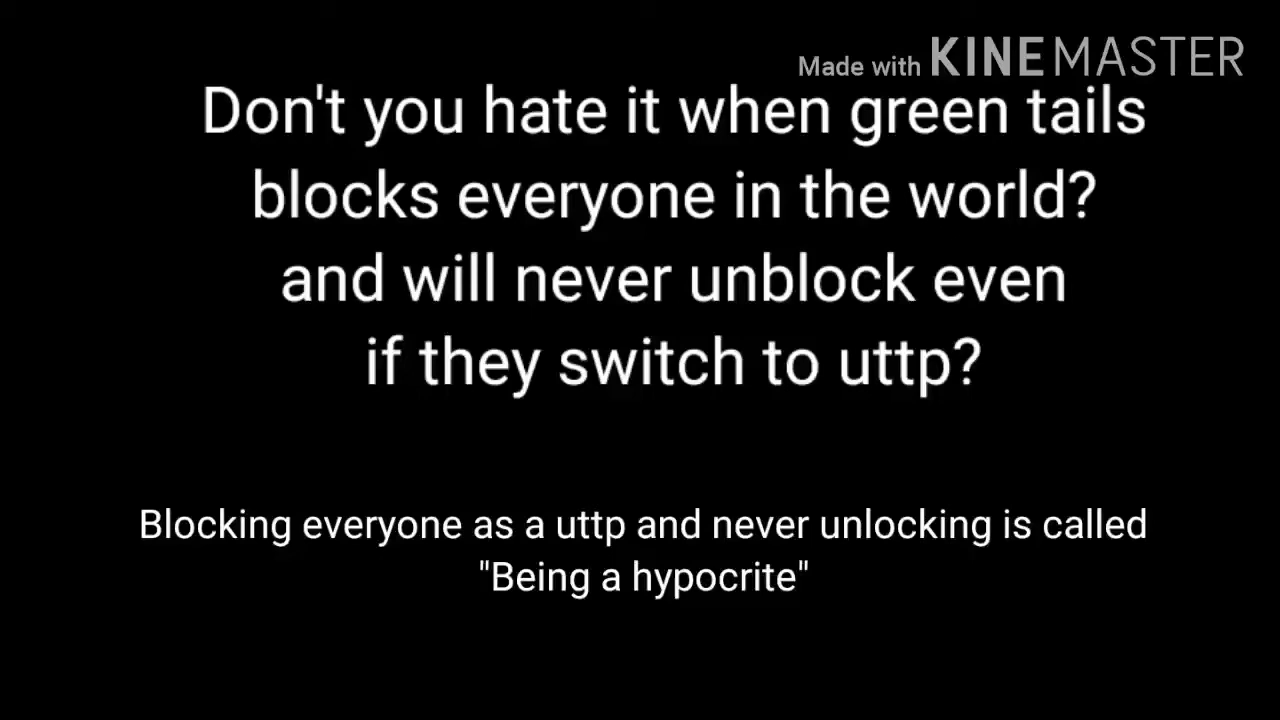 Made with KINEMASTER
Don't you hate it when green tails
blocks everyone in the world?
and will never unblock even
if they switch to uttp?
Blocking everyone as a uttp and never unlocking is called
"Being a hypocrite"